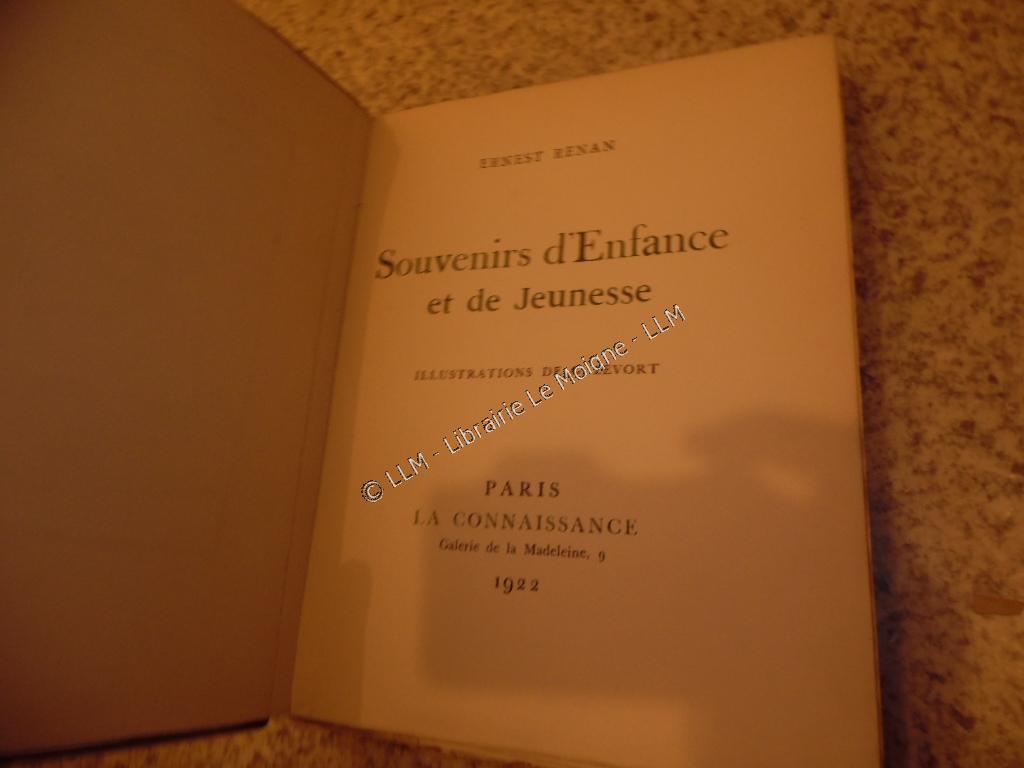 ERNEST RENAN
Souvenirs d'Enfance
et de Jeunesse
ILLUSTRATIONS DE
PARIS
LA CONNAISSANCE
Galerie de la Madeleine, 9
1922
© LLM - Librairie Le Moigne - LLM